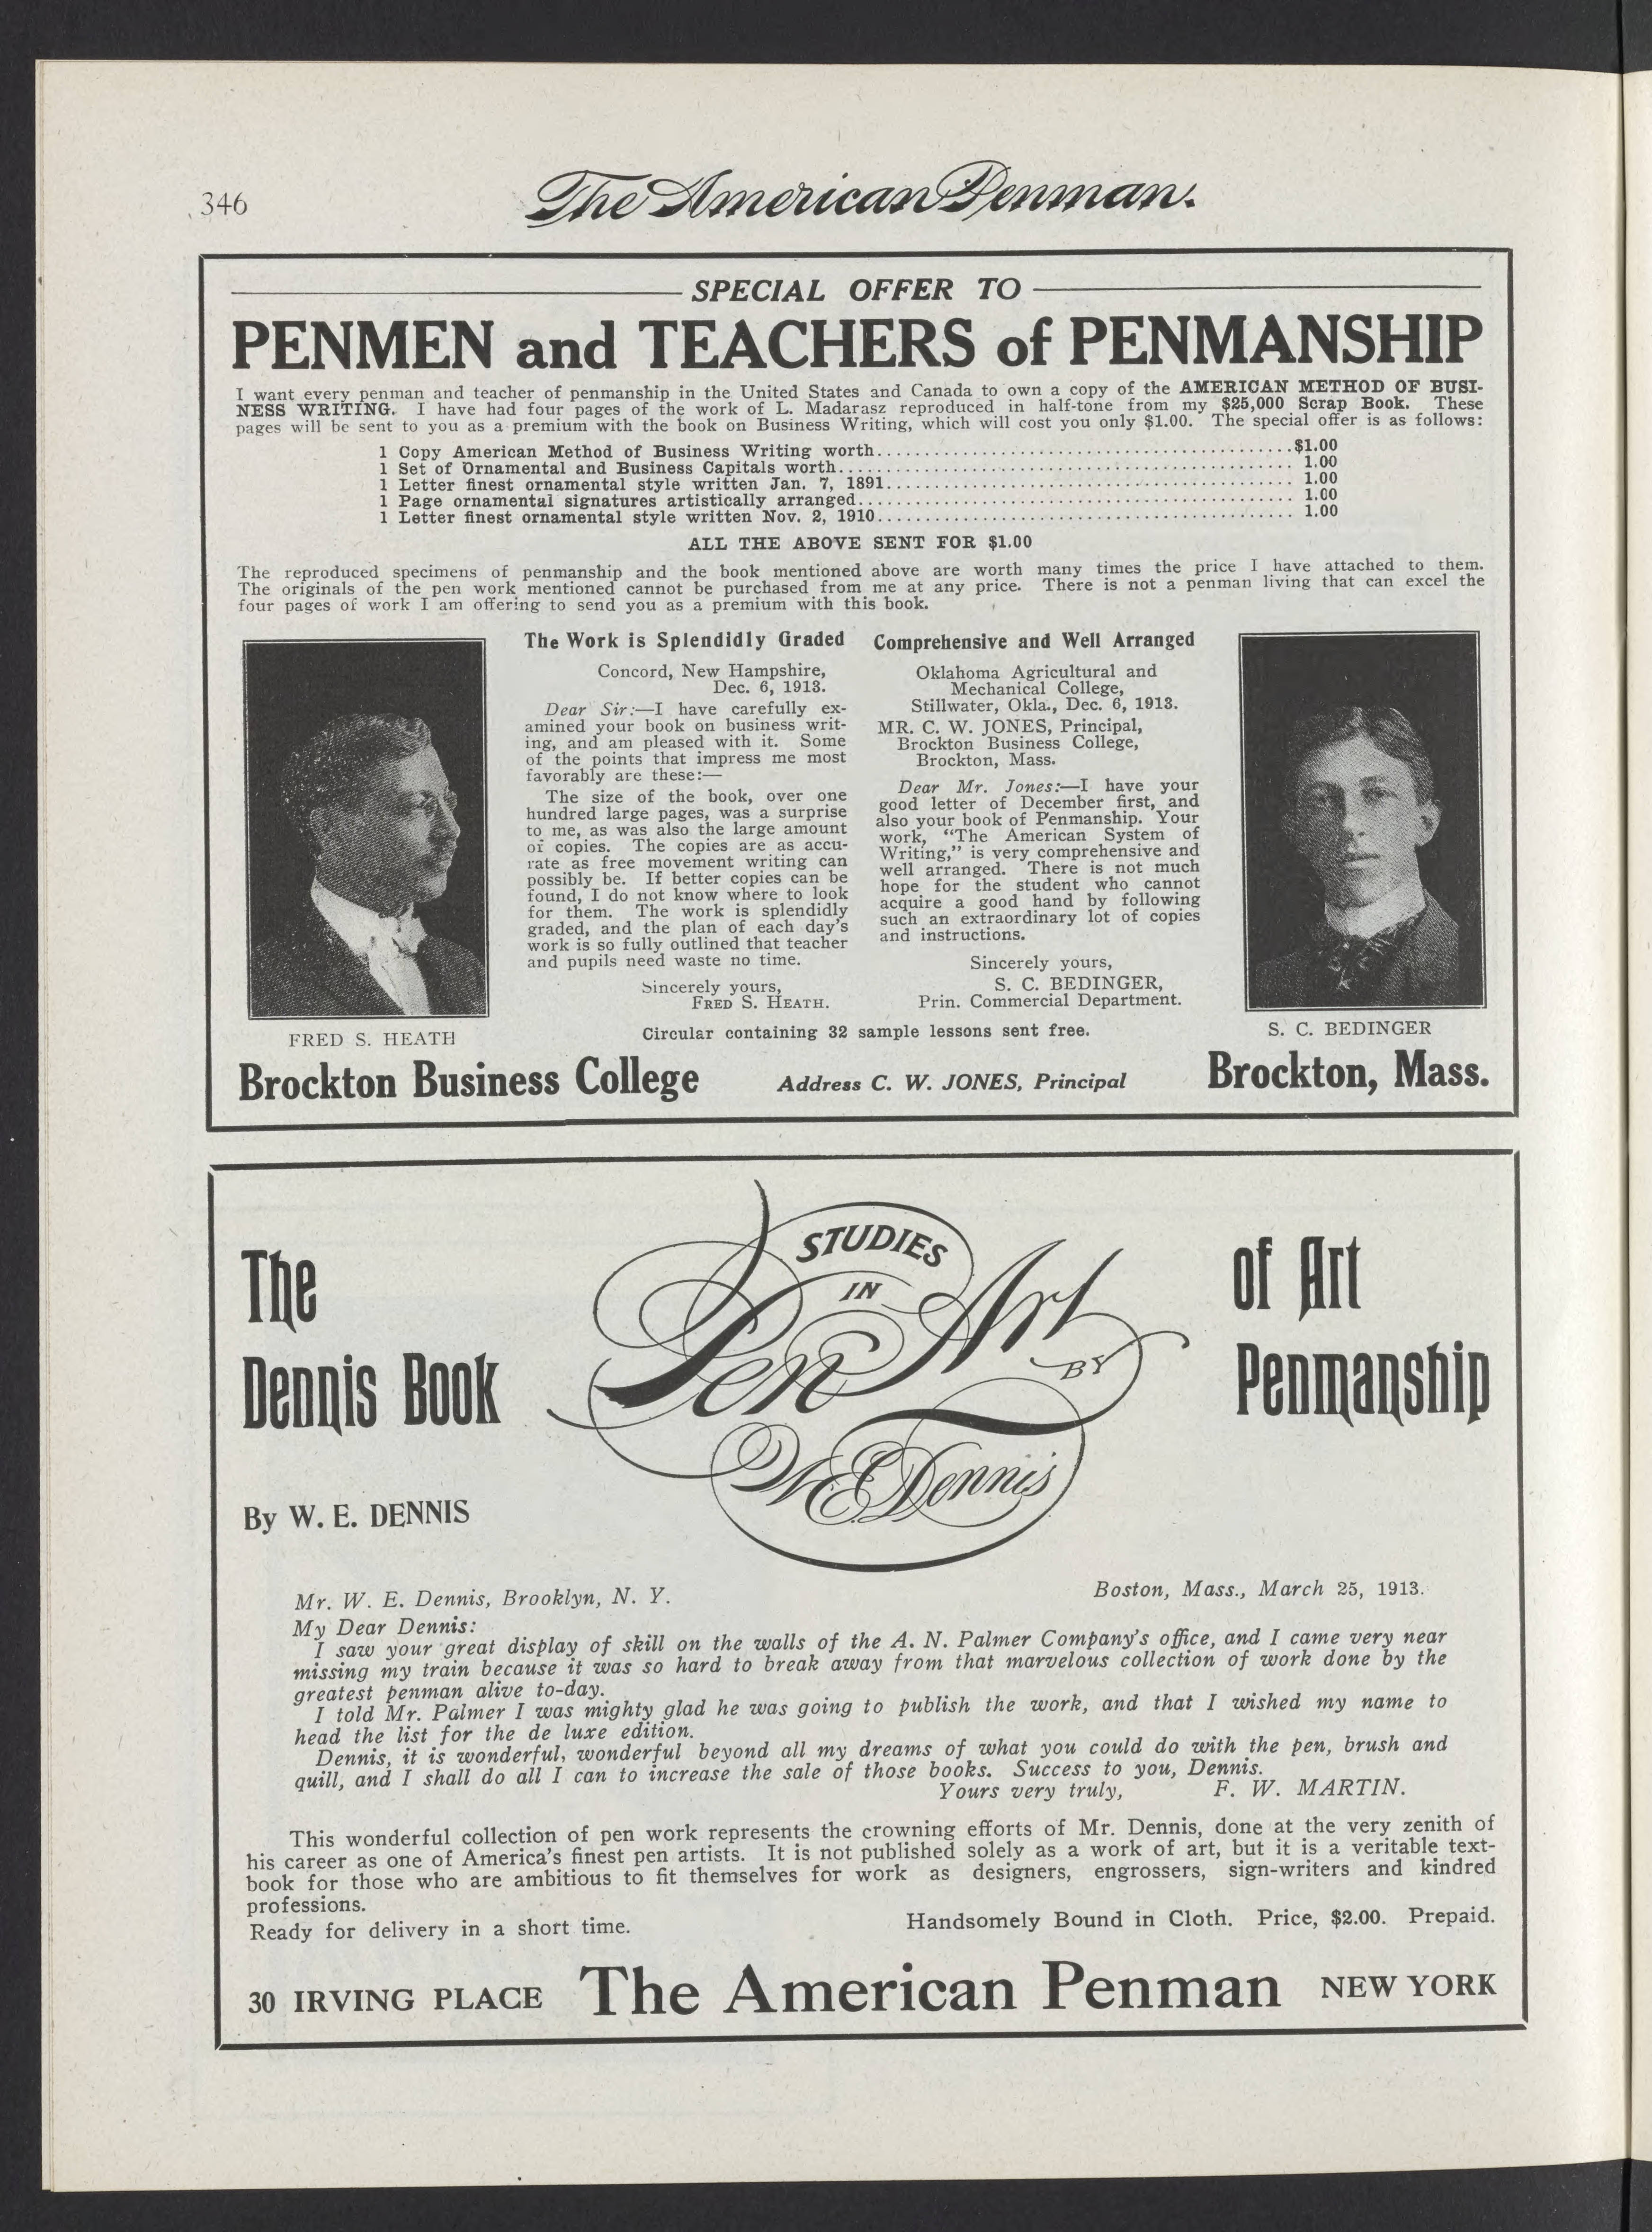 346
The American Penman.
SPECIAL OFFER TO
PENMEN and TEACHERS of PENMANSHIP
I want every penman and teacher of penmanship in the United States and Canada to own a copy of the AMERICAN METHOD OF BUSI-
NESS WRITING. I have had four pages of the work of L. Madarasz reproduced in half-tone from my $25,000 Scrap Book. These
pages will be sent to you as a premium with the book on Business Writing, which will cost you only $1.00. The special offer is as follows:
1 Copy American Method of Business Writing worth............................................$1.00
1 Set of Ornamental and Business Capitals worth................................................ 1.00
1 Letter finest ornamental style written Jan. 7, 1891........................................... 1.00
1 Page ornamental signatures artistically arranged.............................................. 1.00
1 Letter finest ornamental style written Nov. 2, 1910............................................ 1.00
ALL THE ABOVE SENT FOR $1.00
The reproduced specimens of penmanship and the book mentioned above are worth many times the price I have attached to them.
The originals of the pen work mentioned cannot be purchased from me at any price. There is not a penman living that can excel the
four pages of work I am offering to send you as a premium with this book.
The Work is Splendidly Graded
Concord, New Hampshire,
Dec. 6, 1913.
Dear Sir:—I have carefully ex-
amined your book on business writ-
ing, and am pleased with it. Some
of the points that impress me most
favorably are these:—
The size of the book, over one
hundred large pages, was a surprise
to me, as was also the large amount
of copies. The copies are as accu-
rate as free movement writing can
possibly be. If better copies can be
found, I do not know where to look
for them. The work is splendidly
graded, and the plan of each day's
work is so fully outlined that teacher
and pupils need waste no time.
Sincerely yours,
FRED S. HEATH.
Comprehensive and Well Arranged
Oklahoma Agricultural and
Mechanical College,
Stillwater, Okla., Dec. 6, 1913.
MR. C. W. JONES, Principal,
Brockton Business College,
Brockton, Mass.
Dear Mr. Jones:—I have your
good letter of December first, and
also your book of Penmanship. Your
work, "The American System of
Writing," is very comprehensive and
well arranged. There is not much
hope for the student who cannot
acquire a good hand by following
such an extraordinary lot of copies
and instructions.
Sincerely yours,
S. C. BEDINGER,
Prin. Commercial Department.
FRED S. HEATH
Circular containing 32 sample lessons sent free.
S. C. BEDINGER
Brockton Business College Address C. W. JONES, Principal Brockton, Mass.
The
Dennis Book
By W. E. DENNIS
STUDIES
IN
Pen Art
BY
W. E. Dennis
of Art
Penmanship
Mr. W. E. Dennis, Brooklyn, N. Y. Boston, Mass., March 25, 1913.
My Dear Dennis:
I saw your great display of skill on the walls of the A. N. Palmer Company's office, and I came very near
missing my train because it was so hard to break away from that marvelous collection of work done by the
greatest penman alive to-day.
I told Mr. Palmer I was mighty glad he was going to publish the work, and that I wished my name to
head the list for the de luxe edition.
Dennis, it is wonderful, wonderful beyond all my dreams of what you could do with the pen, brush and
quill, and I shall do all I can to increase the sale of those books. Success to you, Dennis.
Yours very truly, F. W. MARTIN.
This wonderful collection of pen work represents the crowning efforts of Mr. Dennis, done at the very zenith of
his career as one of America's finest pen artists. It is not published solely as a work of art, but it is a veritable text-
book for those who are ambitious to fit themselves for work as designers, engrossers, sign-writers and kindred
professions.
Ready for delivery in a short time. Handsomely Bound in Cloth. Price, $2.00. Prepaid.
30 IRVING PLACE The American Penman NEW YORK